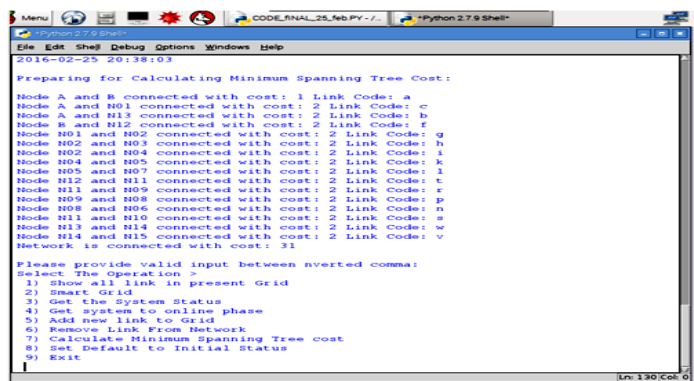 Menu CODE_fINAL_25_feb.PY - /.. *Python 2.7.9 Shell*
*Python 2.7.9 Shell*
File Edit Shell Debug Options Windows Help
2016-02-25 20:38:03
Preparing for Calculating Minimum Spanning Tree Cost:
Node A and B connected with cost: 1 Link Code: a
Node A and N01 connected with cost: 2 Link Code: c
Node A and N13 connected with cost: 2 Link Code: b
Node B and N12 connected with cost: 2 Link Code: f
Node N01 and N02 connected with cost: 2 Link Code: g
Node N02 and N03 connected with cost: 2 Link Code: h
Node N02 and N04 connected with cost: 2 Link Code: i
Node N04 and N05 connected with cost: 2 Link Code: k
Node N05 and N07 connected with cost: 2 Link Code: l
Node N12 and N11 connected with cost: 2 Link Code: t
Node N11 and N09 connected with cost: 2 Link Code: r
Node N09 and N08 connected with cost: 2 Link Code: p
Node N08 and N06 connected with cost: 2 Link Code: n
Node N11 and N10 connected with cost: 2 Link Code: s
Node N13 and N14 connected with cost: 2 Link Code: w
Node N14 and N15 connected with cost: 2 Link Code: v
Network is connected with cost: 31
Please provide valid input between nverted comma:
Select The Operation >
1) Show all link in present Grid
2) Smart Grid
3) Get the System Status
4) Get system to online phase
5) Add new link to Grid
6) Remove Link From Network
7) Calculate Minimum Spanning Tree cost
8) Set Default to Initial Status
9) Exit
Ln: 130 Col: 0